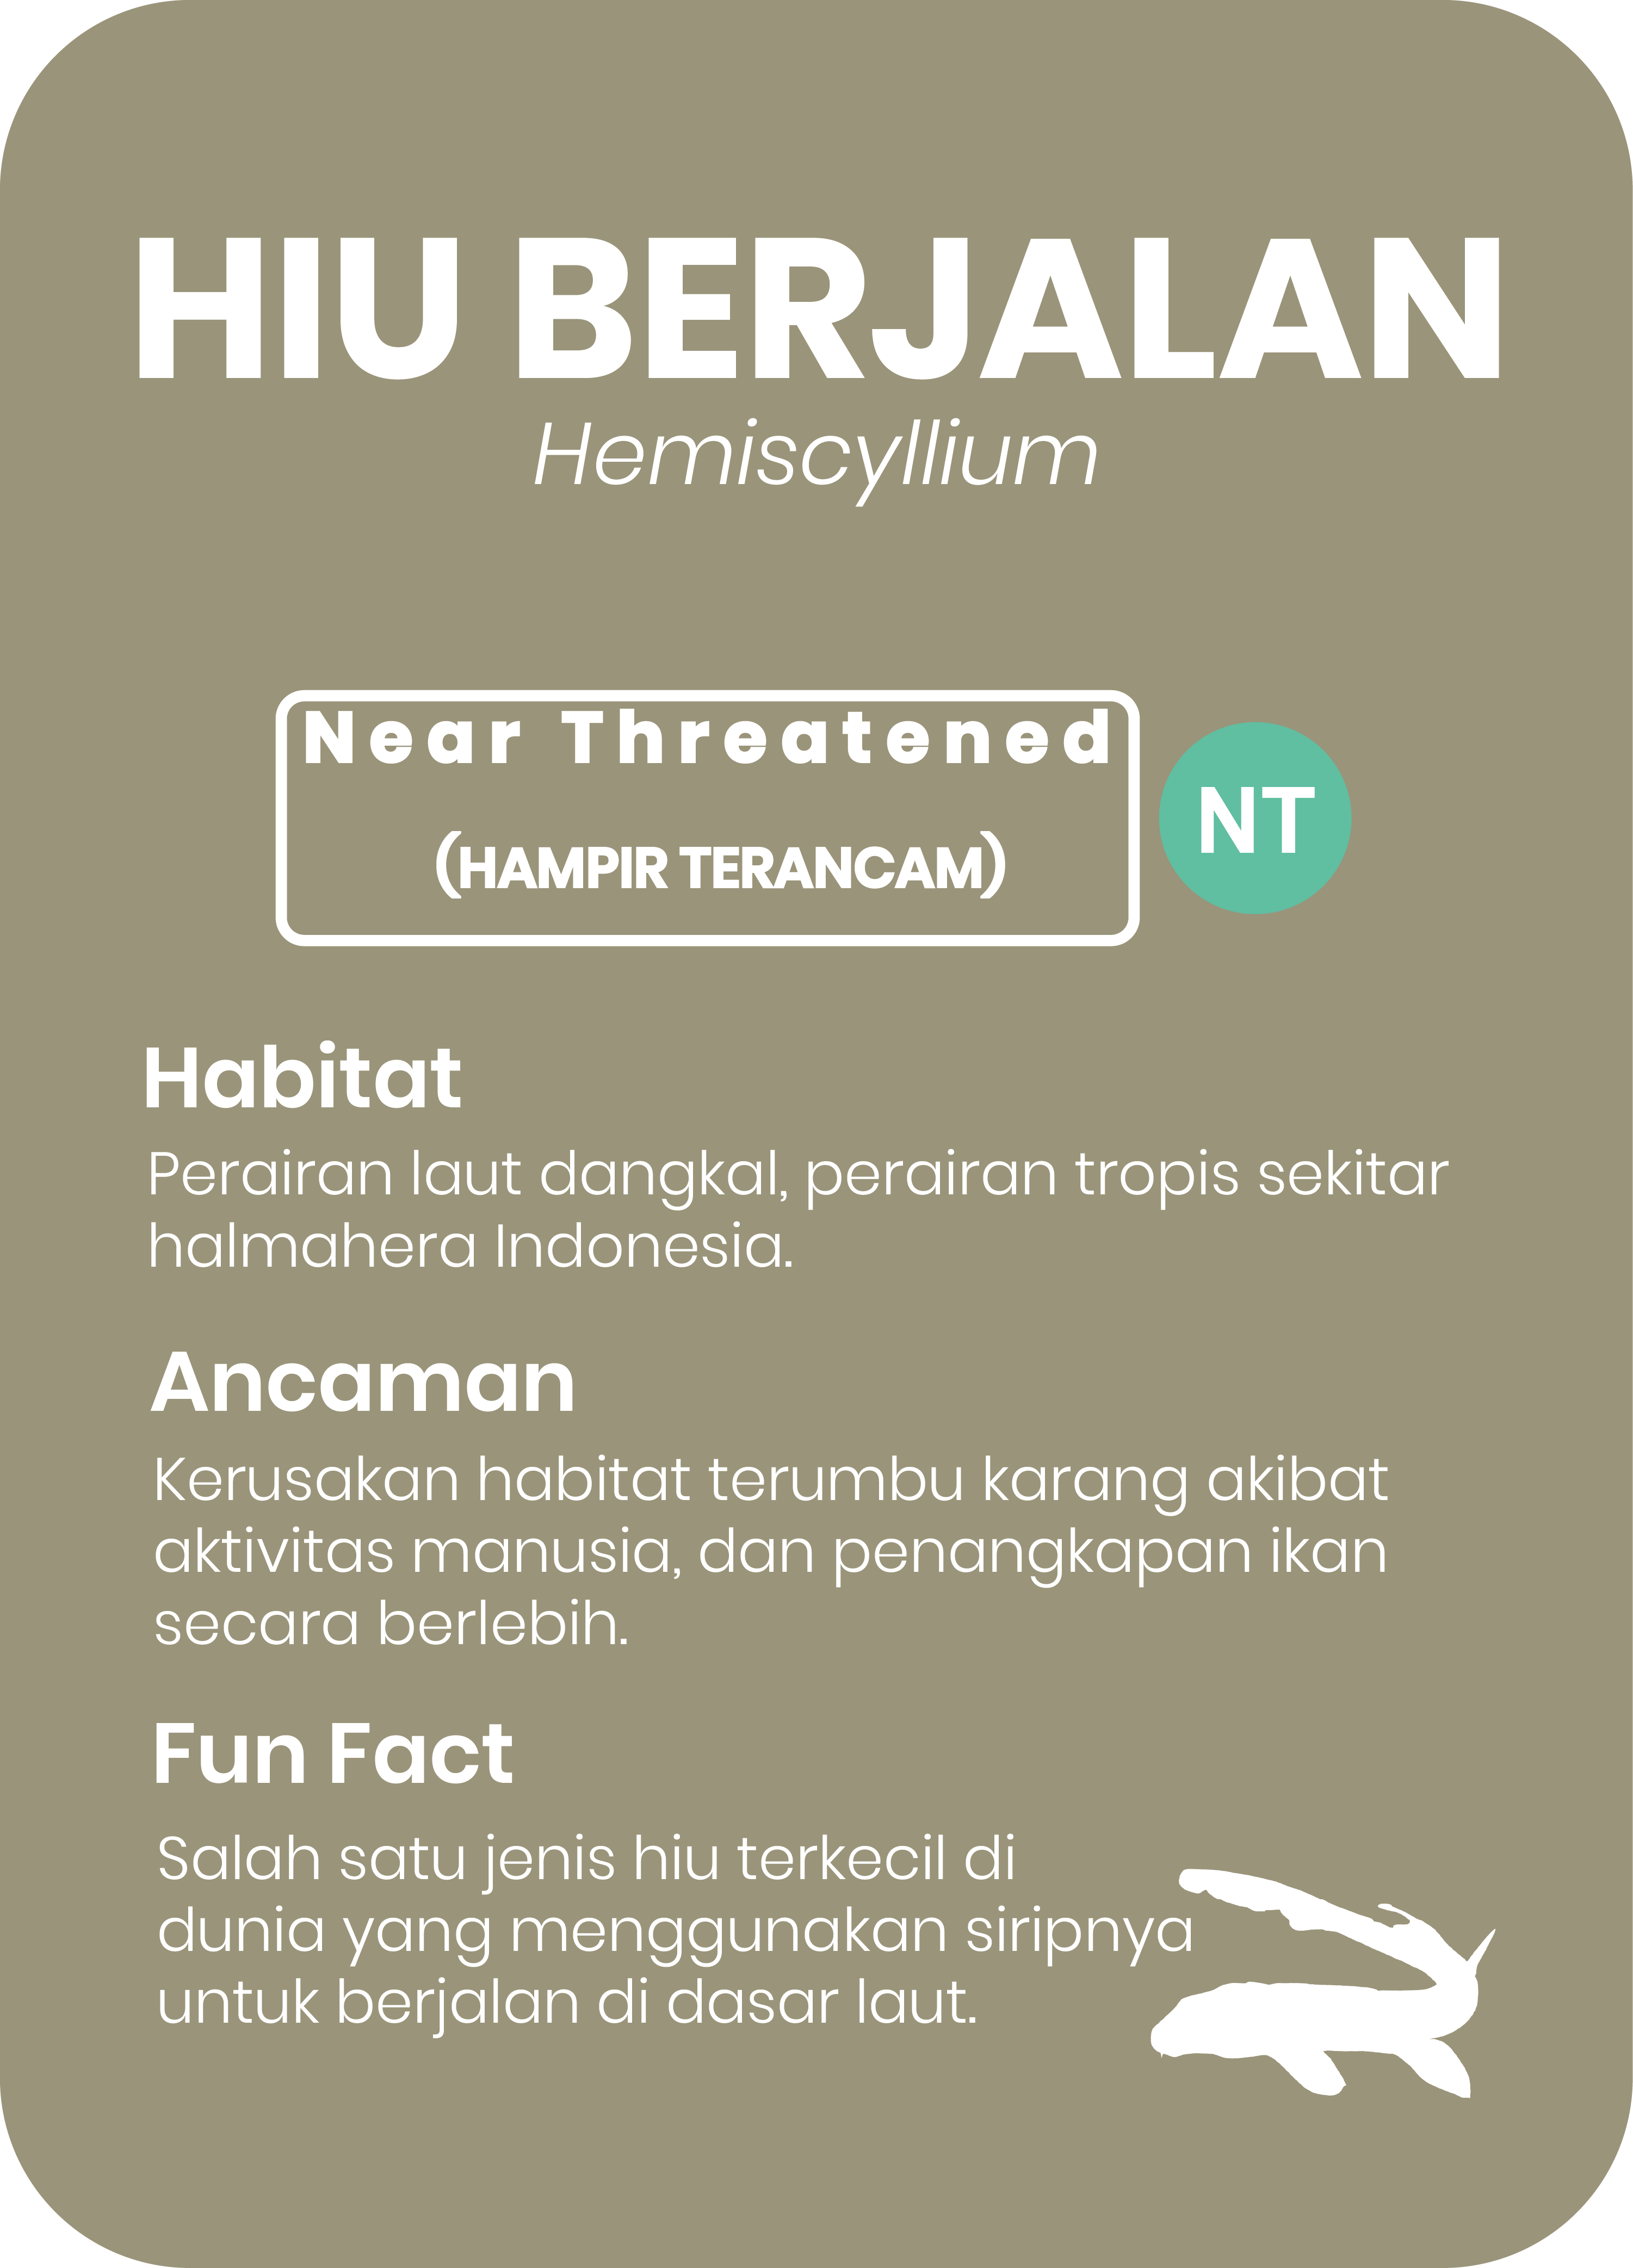 HIU BERJALAN
Hemiscyllium
Near Threatened
(HAMPIR TERANCAM)
NT
Habitat
Perairan laut dangkal, perairan tropis sekitar
halmahera Indonesia.
Ancaman
Kerusakan habitat terumbu karang akibat
aktivitas manusia, dan penangkapan ikan
secara berlebih.
Fun Fact
Salah satu jenis hiu terkecil di
dunia yang menggunakan siripnya
untuk berjalan di dasar laut.